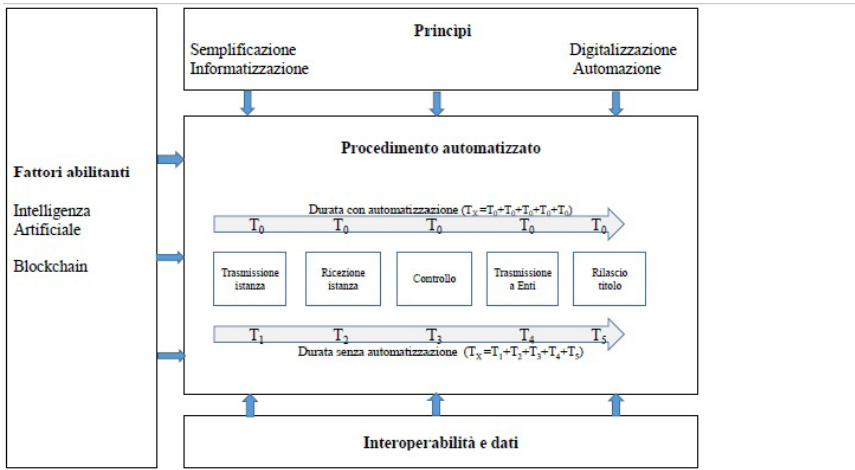 Princìpi
Semplificazione
Informatizzazione
Digitalizzazione
Automazione
Fattori abilitanti
Intelligenza
Artificiale
Blockchain
Procedimento automatizzato
Durata con automatizzazione (TX=T0+T0+T0+T0+T0)
T0 T0 T0 T0 T0
Trasmissione
istanza
Ricezione
istanza
Controllo
Trasmissione
a Enti
Rilascio
titolo
T1 T2 T3 T4 T5
Durata senza automatizzazione (TX=T1+T2+T3+T4+T5)
Interoperabilità e dati